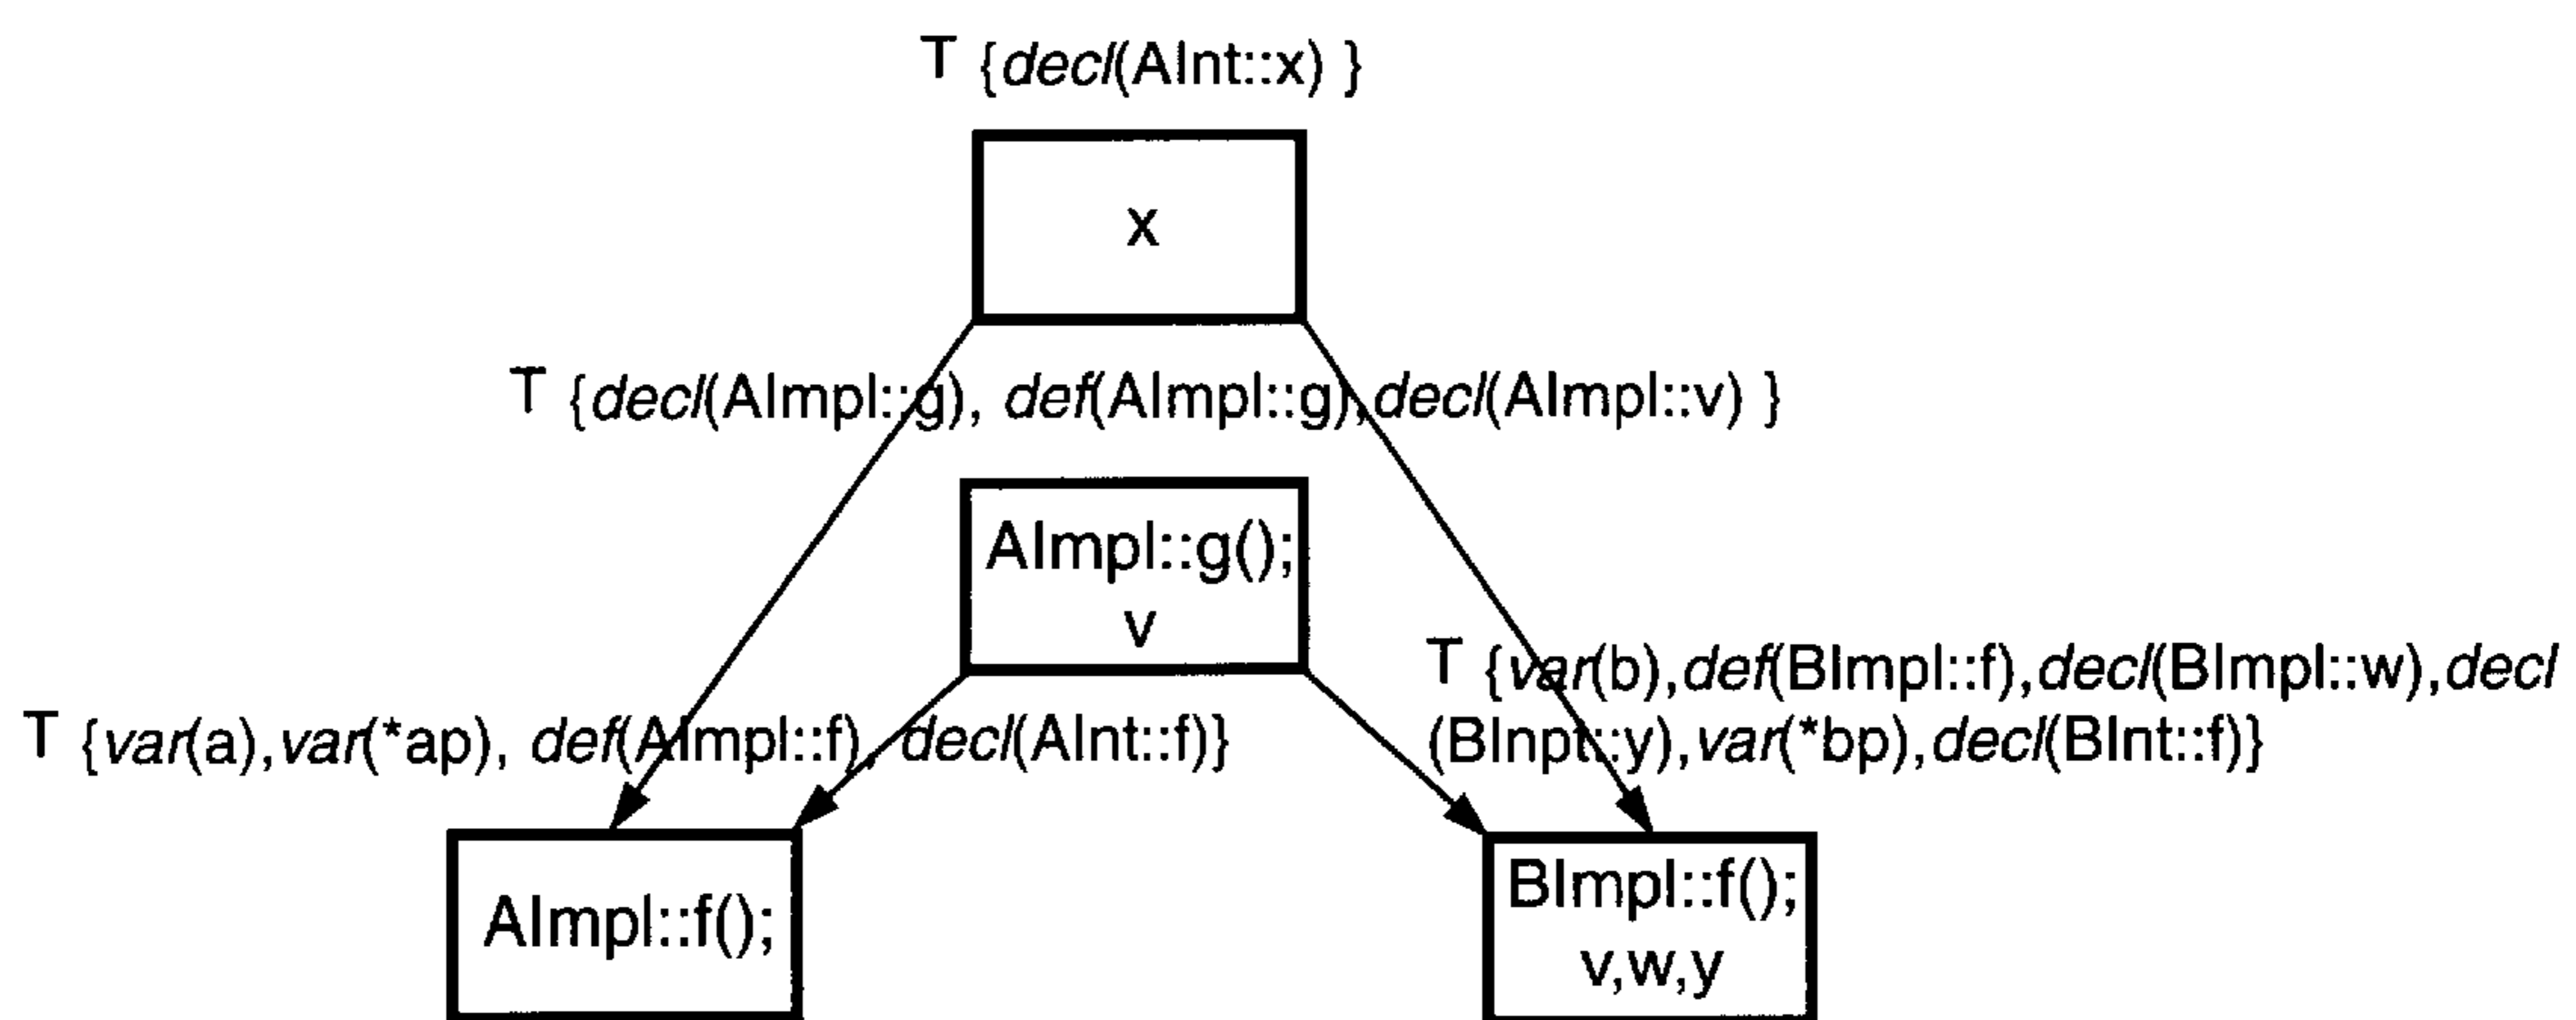 T {decl(AInt::x) }
x
T {decl(AImpl::g), def(AImpl::g),decl(AImpl::v) }
AImpl::g();
v
T {var(b),def(BImpl::f),decl(BImpl::w),decl
(BInpt::y),var(*bp),decl(BInt::f)}
T {var(a),var(*ap), def(AImpl::f), decl(AInt::f)}
AImpl::f();
BImpl::f();
v,w,y